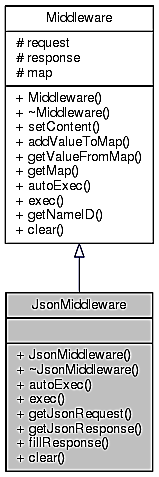 Middleware
# request
# response
# map
+ Middleware()
+ ~Middleware()
+ setContent()
+ addValueToMap()
+ getValueFromMap()
+ getMap()
+ autoExec()
+ exec()
+ getNameID()
+ clear()
JsonMiddleware
+ JsonMiddleware()
+ ~JsonMiddleware()
+ autoExec()
+ exec()
+ getJsonRequest()
+ getJsonResponse()
+ fillResponse()
+ clear()